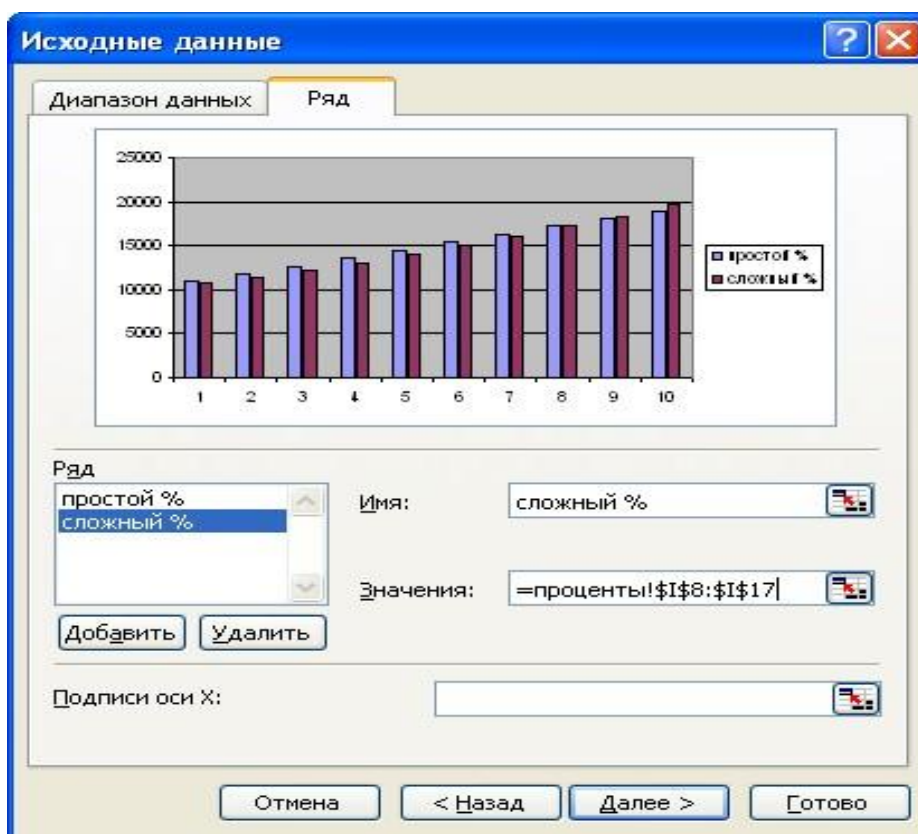 Исходные данные
Диапазон данных
Ряд
25000
20000
15000
10000
5000
0
1 2 3 4 5 6 7 8 9 10
простой %
сложный %
Ряд
простой %
сложный %
Имя:
сложный %
Значения:
=проценты!$I$8:$I$17
Добавить
Удалить
Подписи оси X:
Отмена
< Назад
Далее >
Готово